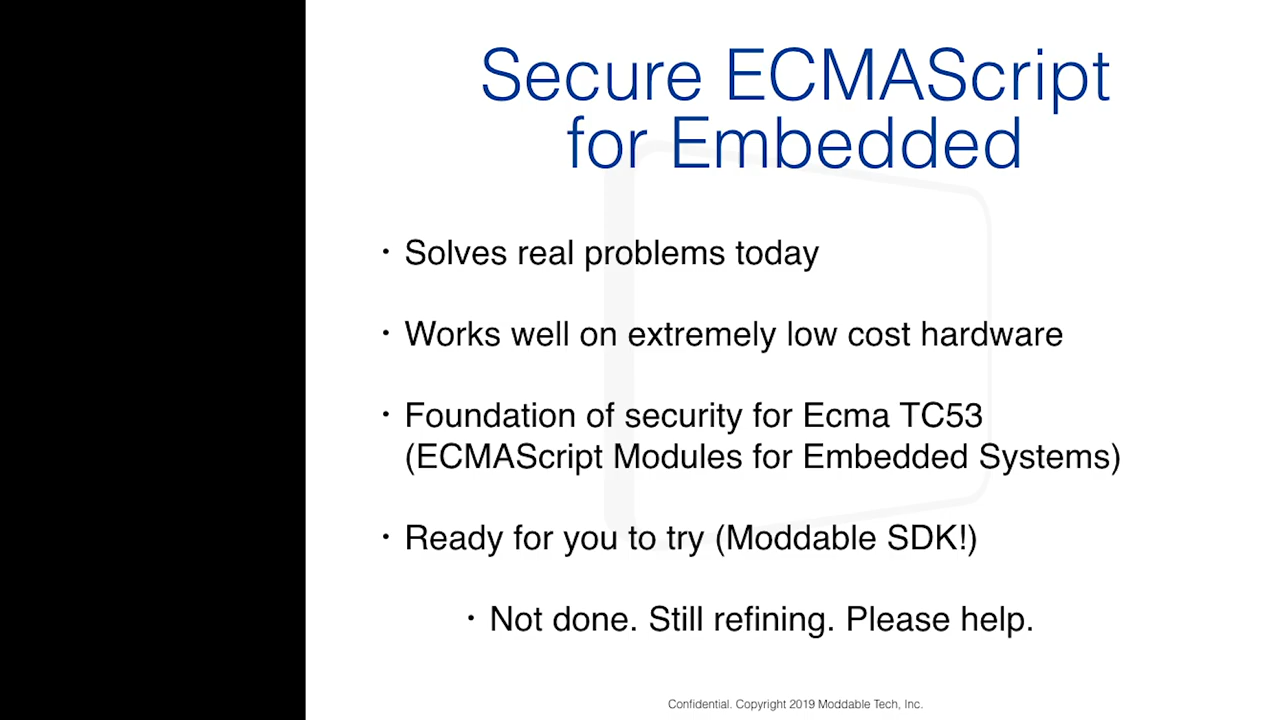 Secure ECMAScript
for Embedded
• Solves real problems today
• Works well on extremely low cost hardware
• Foundation of security for Ecma TC53
(ECMAScript Modules for Embedded Systems)
• Ready for you to try (Moddable SDK!)
• Not done. Still refining. Please help.
Confidential. Copyright 2019 Moddable Tech, Inc.